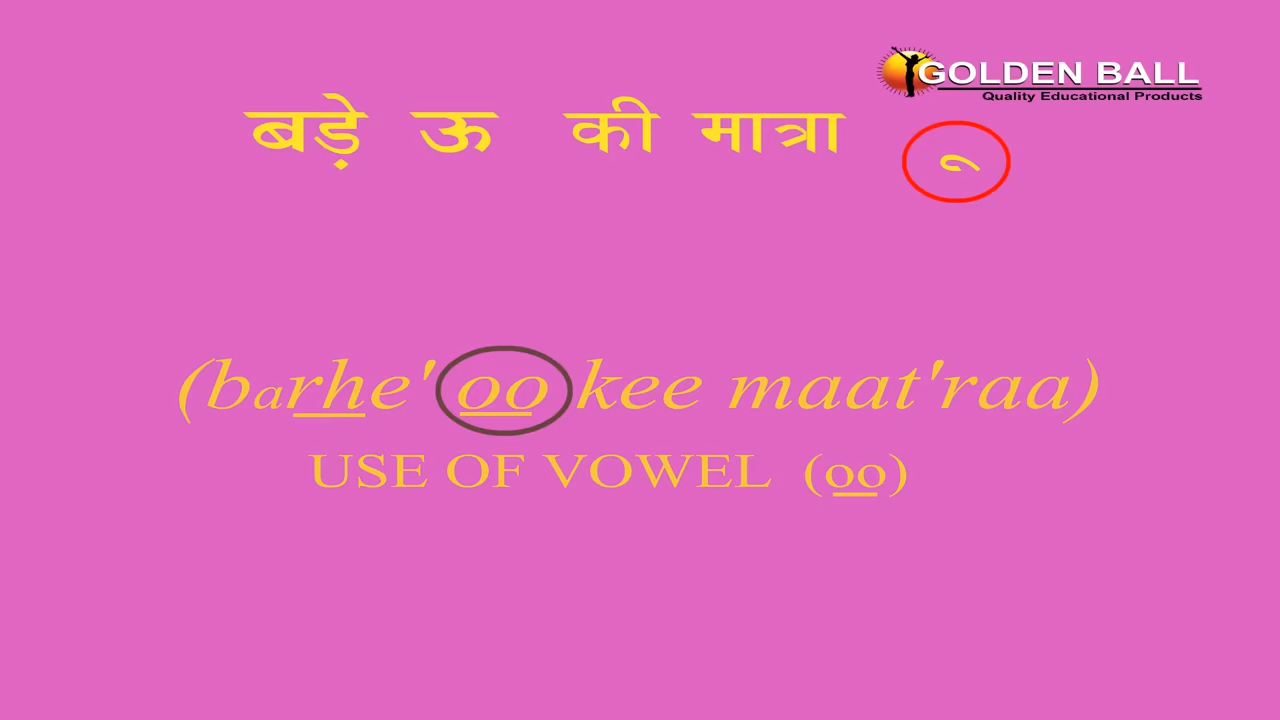 GOLDEN BALL
Quality Educational Products
बड़े ऊ की मात्रा ू
(barhe' oo kee maat'raa)
USE OF VOWEL (oo)